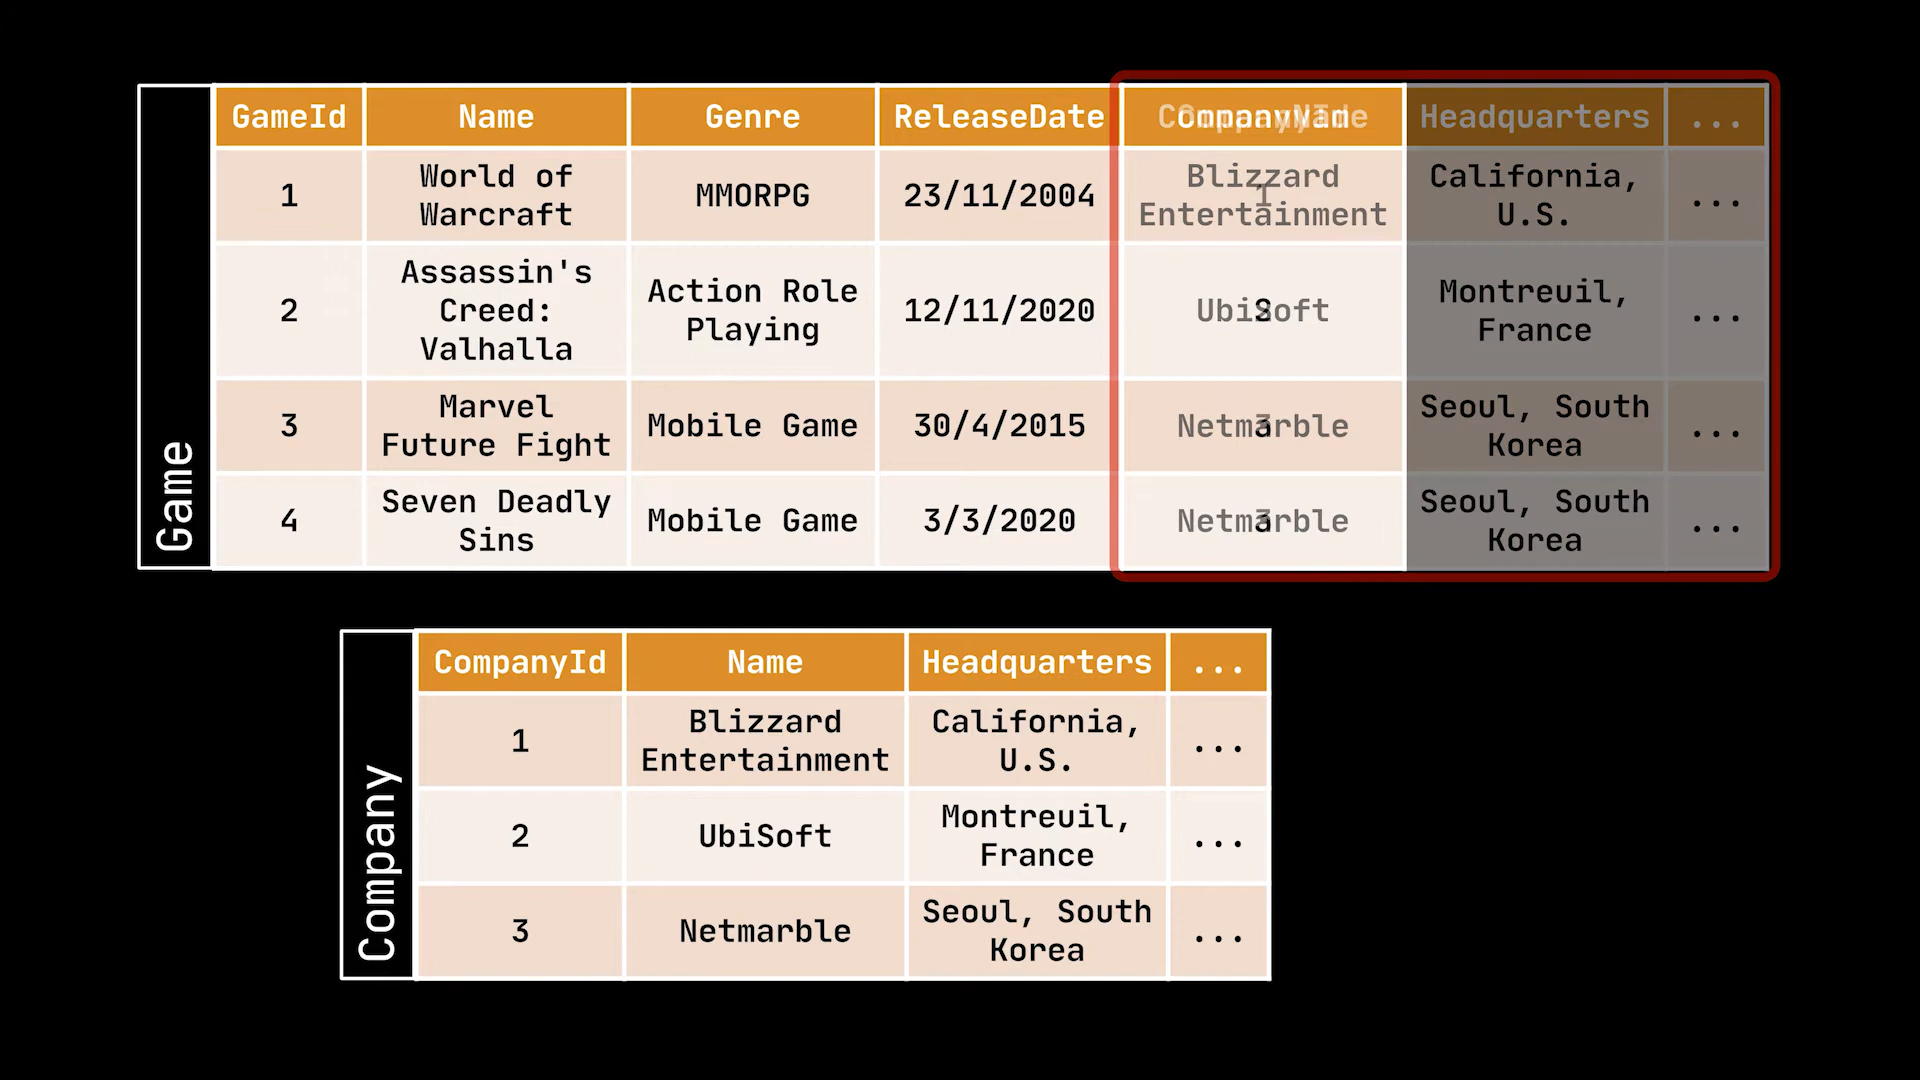 Game
GameId Name Genre ReleaseDate Headquarters ...
1 World of Warcraft MMORPG 23/11/2004 Blizzard Entertainment California, U.S. ...
2 Assassin's Creed: Valhalla Action Role Playing 12/11/2020 UbiSoft Montreuil, France ...
3 Marvel Future Fight Mobile Game 30/4/2015 Netmarble Seoul, South Korea ...
4 Seven Deadly Sins Mobile Game 3/3/2020 Netmarble Seoul, South Korea ...
Company
CompanyId Name Headquarters ...
1 Blizzard Entertainment California, U.S. ...
2 UbiSoft Montreuil, France ...
3 Netmarble Seoul, South Korea ...